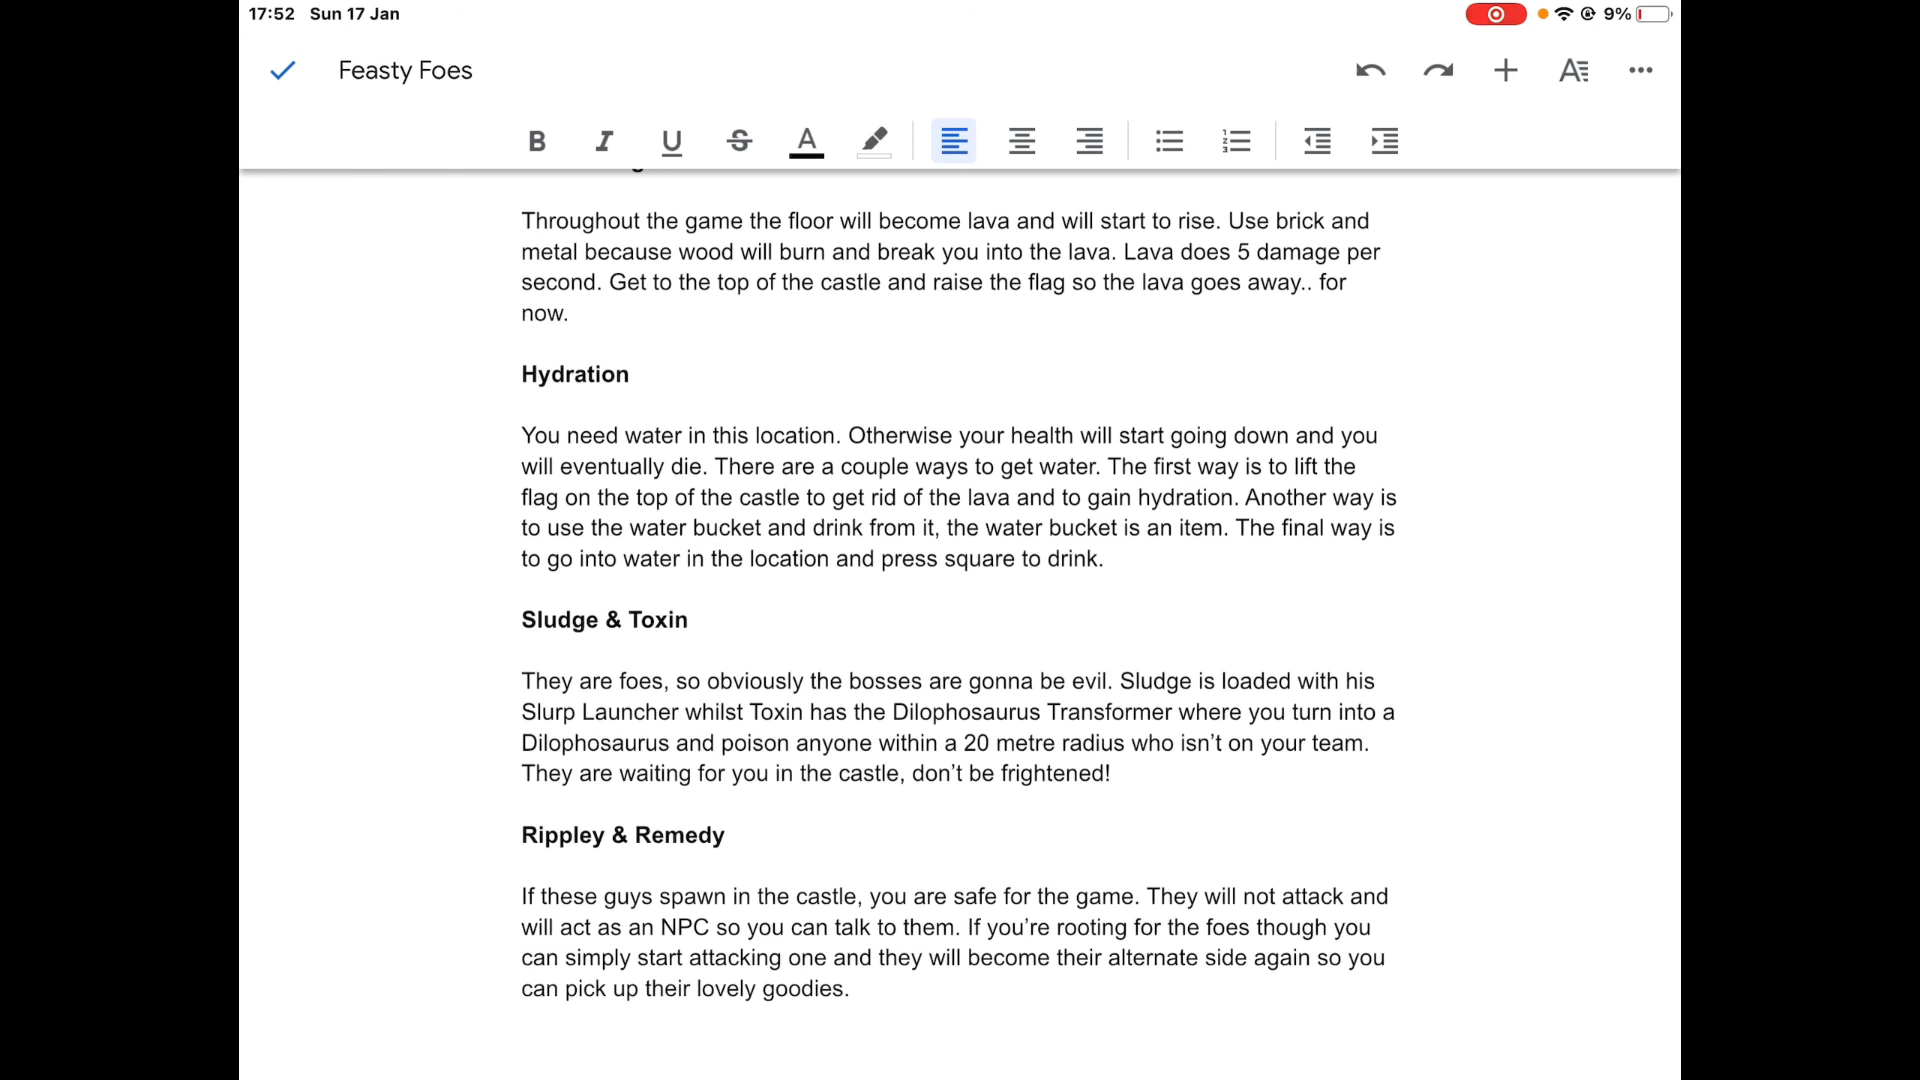 17:52 Sun 17 Jan 9%
Feasty Foes
B I U S A
Throughout the game the floor will become lava and will start to rise. Use brick and
metal because wood will burn and break you into the lava. Lava does 5 damage per
second. Get to the top of the castle and raise the flag so the lava goes away.. for
now.
Hydration
You need water in this location. Otherwise your health will start going down and you
will eventually die. There are a couple ways to get water. The first way is to lift the
flag on the top of the castle to get rid of the lava and to gain hydration. Another way is
to use the water bucket and drink from it, the water bucket is an item. The final way is
to go into water in the location and press square to drink.
Sludge & Toxin
They are foes, so obviously the bosses are gonna be evil. Sludge is loaded with his
Slurp Launcher whilst Toxin has the Dilophosaurus Transformer where you turn into a
Dilophosaurus and poison anyone within a 20 metre radius who isn’t on your team.
They are waiting for you in the castle, don’t be frightened!
Rippley & Remedy
If these guys spawn in the castle, you are safe for the game. They will not attack and
will act as an NPC so you can talk to them. If you’re rooting for the foes though you
can simply start attacking one and they will become their alternate side again so you
can pick up their lovely goodies.